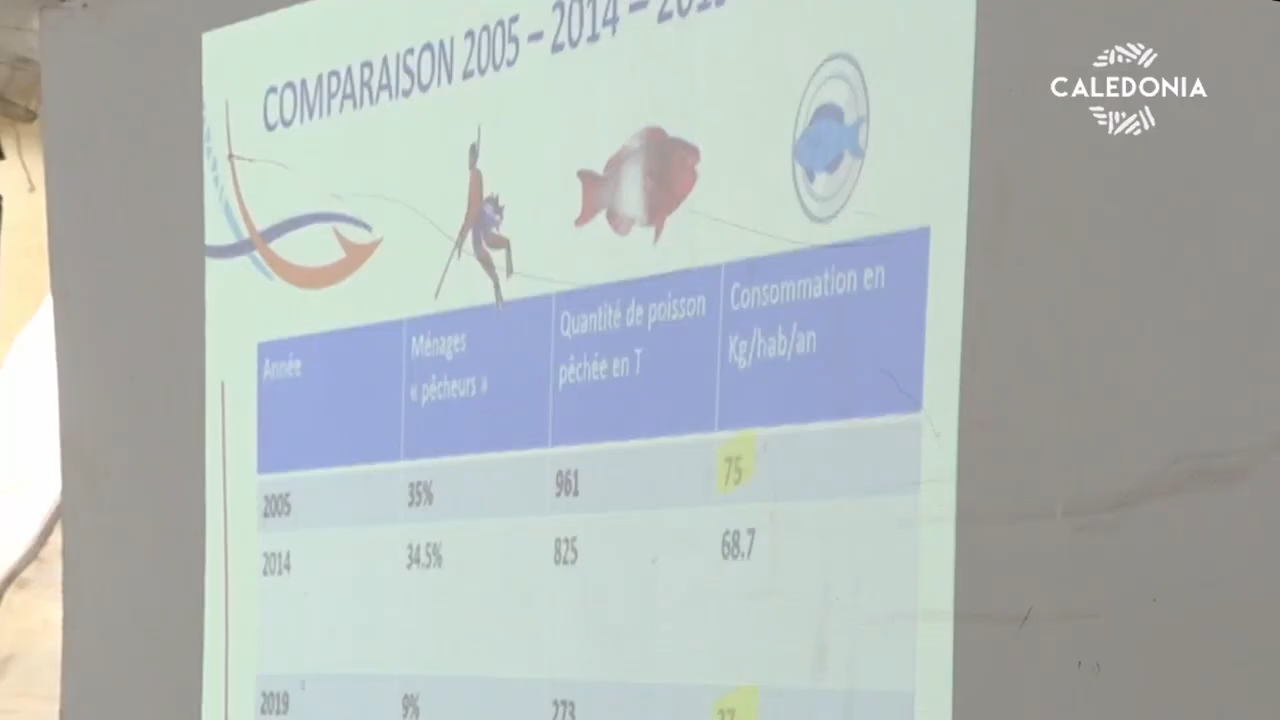 COMPARAISON 2005 – 2014 – 2019
CALEDONIA
Année
Ménages
« pêcheurs »
Quantité de poisson
pêchée en T
Consommation en
Kg/hab/an
2005 35% 961 75
2014 34.5% 825 68.7
2019 9% 273